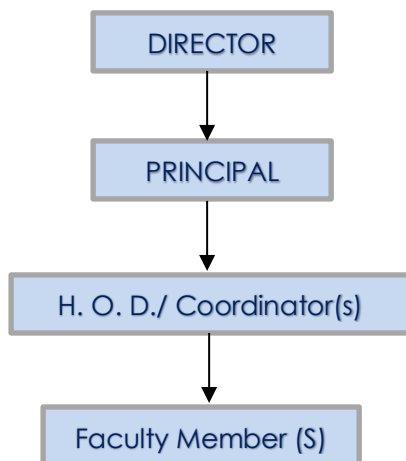 DIRECTOR
PRINCIPAL
H. O. D./ Coordinator(s)
Faculty Member (S)